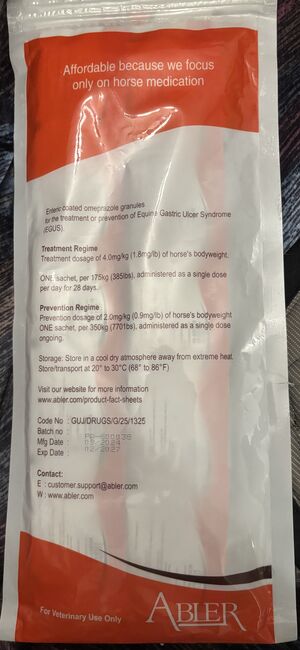 Affordable because we focus
only on horse medication
Enteric coated omeprazole granules
for the treatment or prevention of Equine Gastric Ulcer Syndrome
(EGUS).
Treatment Regime
Treatment dosage of 4.0mg/kg (1.8mg/lb) of horse's bodyweight.
ONE sachet, per 175kg (385lbs), administered as a single dose
per day for 28 days.
Prevention Regime
Prevention dosage of 2.0mg/kg (0.9mg/lb) of horse's bodyweight
ONE sachet, per 350kg (770lbs), administered as a single dose
ongoing.
Storage: Store in a cool dry atmosphere away from extreme heat.
Store/transport at 20° to 30°C (68° to 86°F)
Visit our website for more information
www.abler.com/product-fact-sheets
Code No : GUJ/DRUGS/G/25/1325
Batch no :
Mfg Date : 03/2024
Exp Date : 02/2027
Contact:
E : customer.support@abler.com
W : www.abler.com
For Veterinary Use Only
ABLER